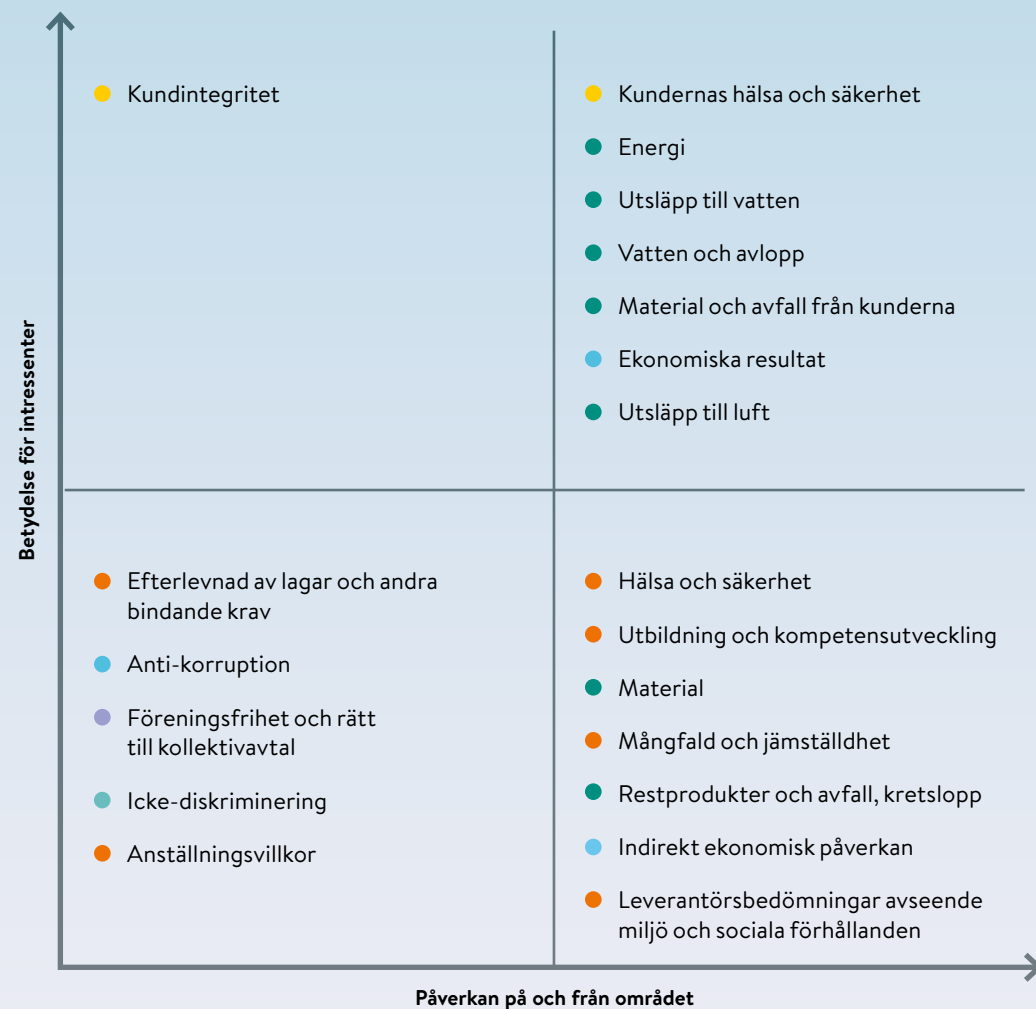 Kundintegritet
Kundernas hälsa och säkerhet
Energi
Utsläpp till vatten
Vatten och avlopp
Material och avfall från kunderna
Ekonomiska resultat
Utsläpp till luft
Betydelse för intressenter
Efterlevnad av lagar och andra
bindande krav
Anti-korruption
Föreningsfrihet och rätt
till kollektivavtal
Icke-diskriminering
Anställningsvillkor
Hälsa och säkerhet
Utbildning och kompetensutveckling
Material
Mångfald och jämställdhet
Restprodukter och avfall, kretslopp
Indirekt ekonomisk påverkan
Leverantörsbedömningar avseende
miljö och sociala förhållanden
Påverkan på och från området